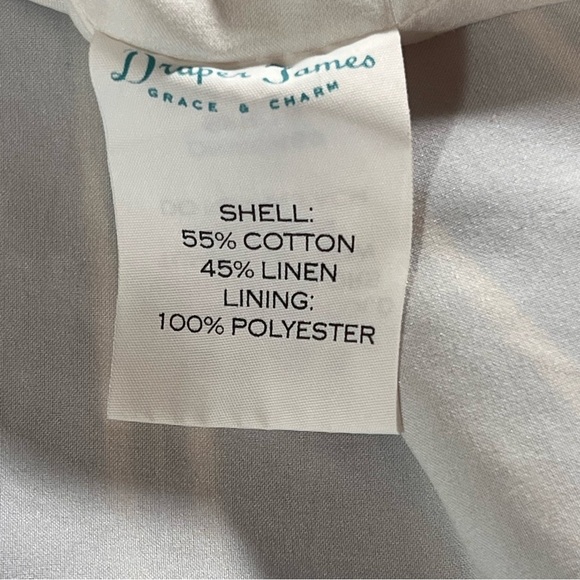 Draper James
GRACE & CHARM
SHELL:
55% COTTON
45% LINEN
LINING:
100% POLYESTER